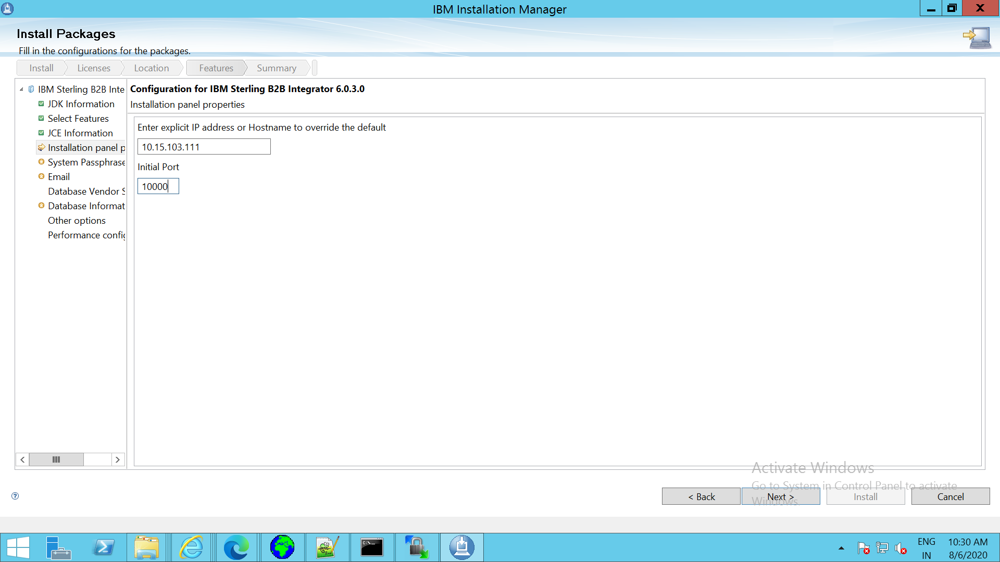 IBM Installation Manager
Install Packages
Fill in the configurations for the packages.
Install
Licenses
Location
Features
Summary
IBM Sterling B2B Inte
JDK Information
Select Features
JCE Information
Installation panel p
System Passphrase
Email
Database Vendor S
Database Informat
Other options
Performance config
Configuration for IBM Sterling B2B Integrator 6.0.3.0
Installation panel properties
Enter explicit IP address or Hostname to override the default
10.15.103.111
Initial Port
10000
Activate Windows
Go to System in Control Panel to activate
Windows.
< Back
Next >
Install
Cancel
C:\_
ENG
IN
10:30 AM
8/6/2020